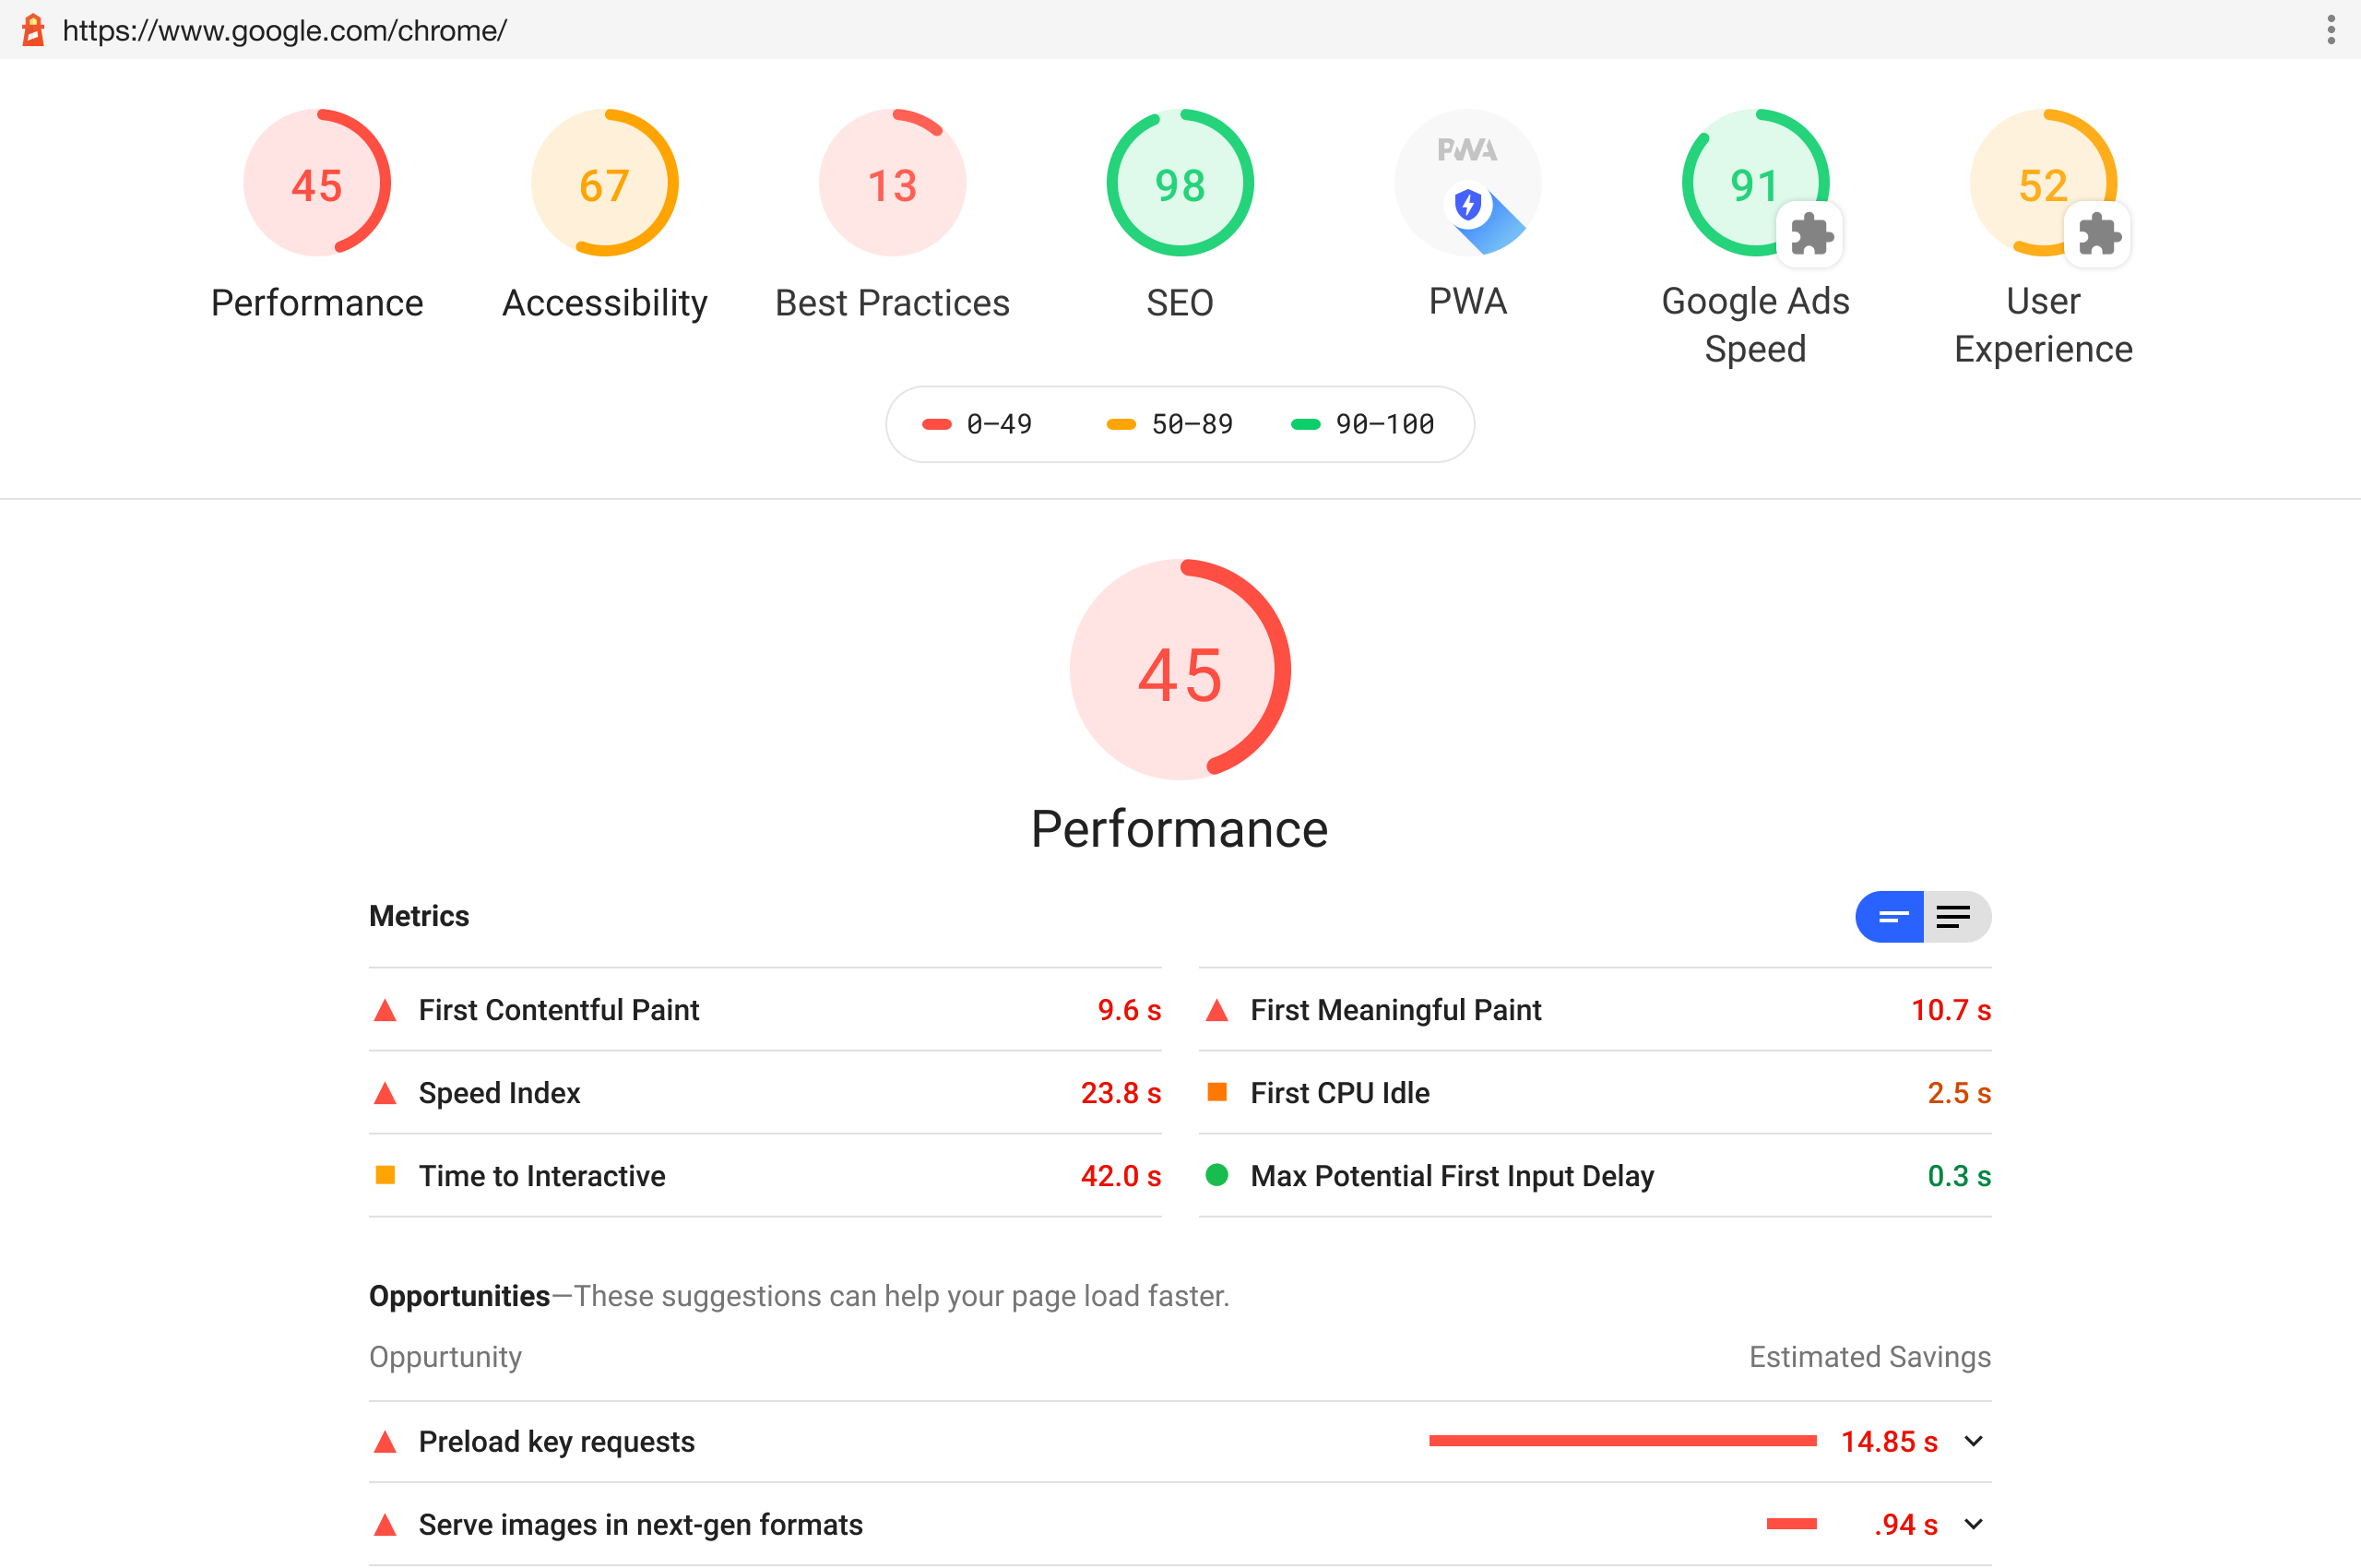 https://www.google.com/chrome/
45
67
13
98
PWA
91
52
Performance
Accessibility
Best Practices
SEO
PWA
Google Ads
Speed
User
Experience
0–49
50–89
90–100
45
Performance
Metrics
First Contentful Paint 9.6 s
First Meaningful Paint 10.7 s
Speed Index 23.8 s
First CPU Idle 2.5 s
Time to Interactive 42.0 s
Max Potential First Input Delay 0.3 s
Opportunities—These suggestions can help your page load faster.
Oppurtunity Estimated Savings
Preload key requests 14.85 s
Serve images in next-gen formats .94 s